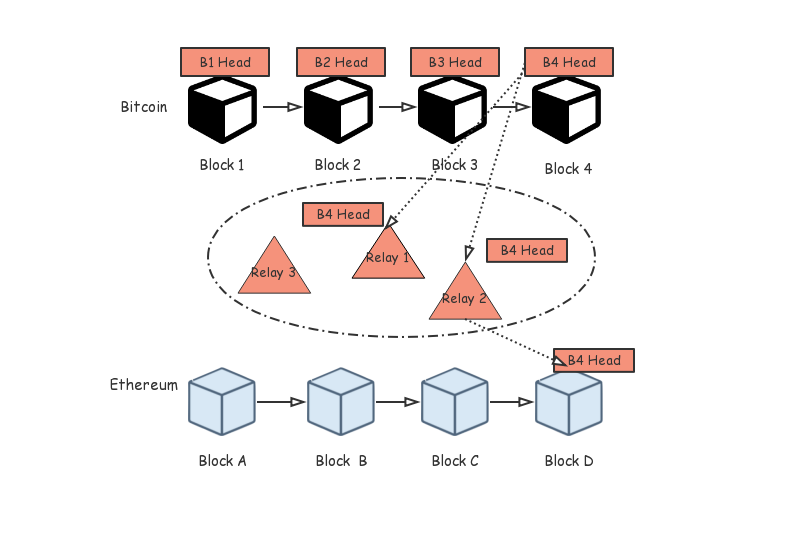 B1 Head
B2 Head
B3 Head
B4 Head
Bitcoin
Block 1
Block 2
Block 3
Block 4
B4 Head
B4 Head
Relay 1
Relay 3
Relay 2
B4 Head
Ethereum
Block A
Block B
Block C
Block D